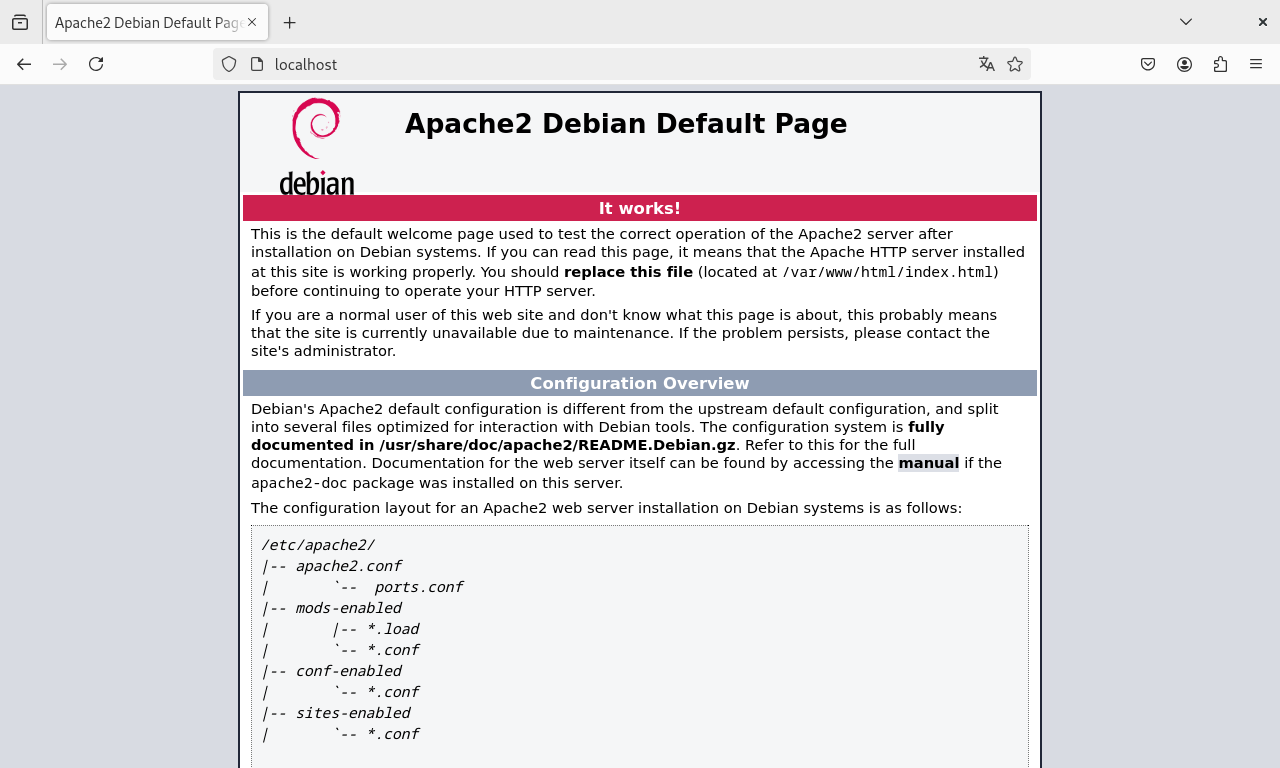 Apache2 Debian Default Page
localhost
debian
Apache2 Debian Default Page
It works!
This is the default welcome page used to test the correct operation of the Apache2 server after
installation on Debian systems. If you can read this page, it means that the Apache HTTP server installed
at this site is working properly. You should replace this file (located at /var/www/html/index.html)
before continuing to operate your HTTP server.
If you are a normal user of this web site and don't know what this page is about, this probably means
that the site is currently unavailable due to maintenance. If the problem persists, please contact the
site's administrator.
Configuration Overview
Debian's Apache2 default configuration is different from the upstream default configuration, and split
into several files optimized for interaction with Debian tools. The configuration system is fully
documented in /usr/share/doc/apache2/README.Debian.gz. Refer to this for the full
documentation. Documentation for the web server itself can be found by accessing the manual if the
apache2-doc package was installed on this server.
The configuration layout for an Apache2 web server installation on Debian systems is as follows:
/etc/apache2/
|-- apache2.conf
|       `--  ports.conf
|-- mods-enabled
|       |-- *.load
|       `-- *.conf
|-- conf-enabled
|       `-- *.conf
|-- sites-enabled
|       `-- *.conf